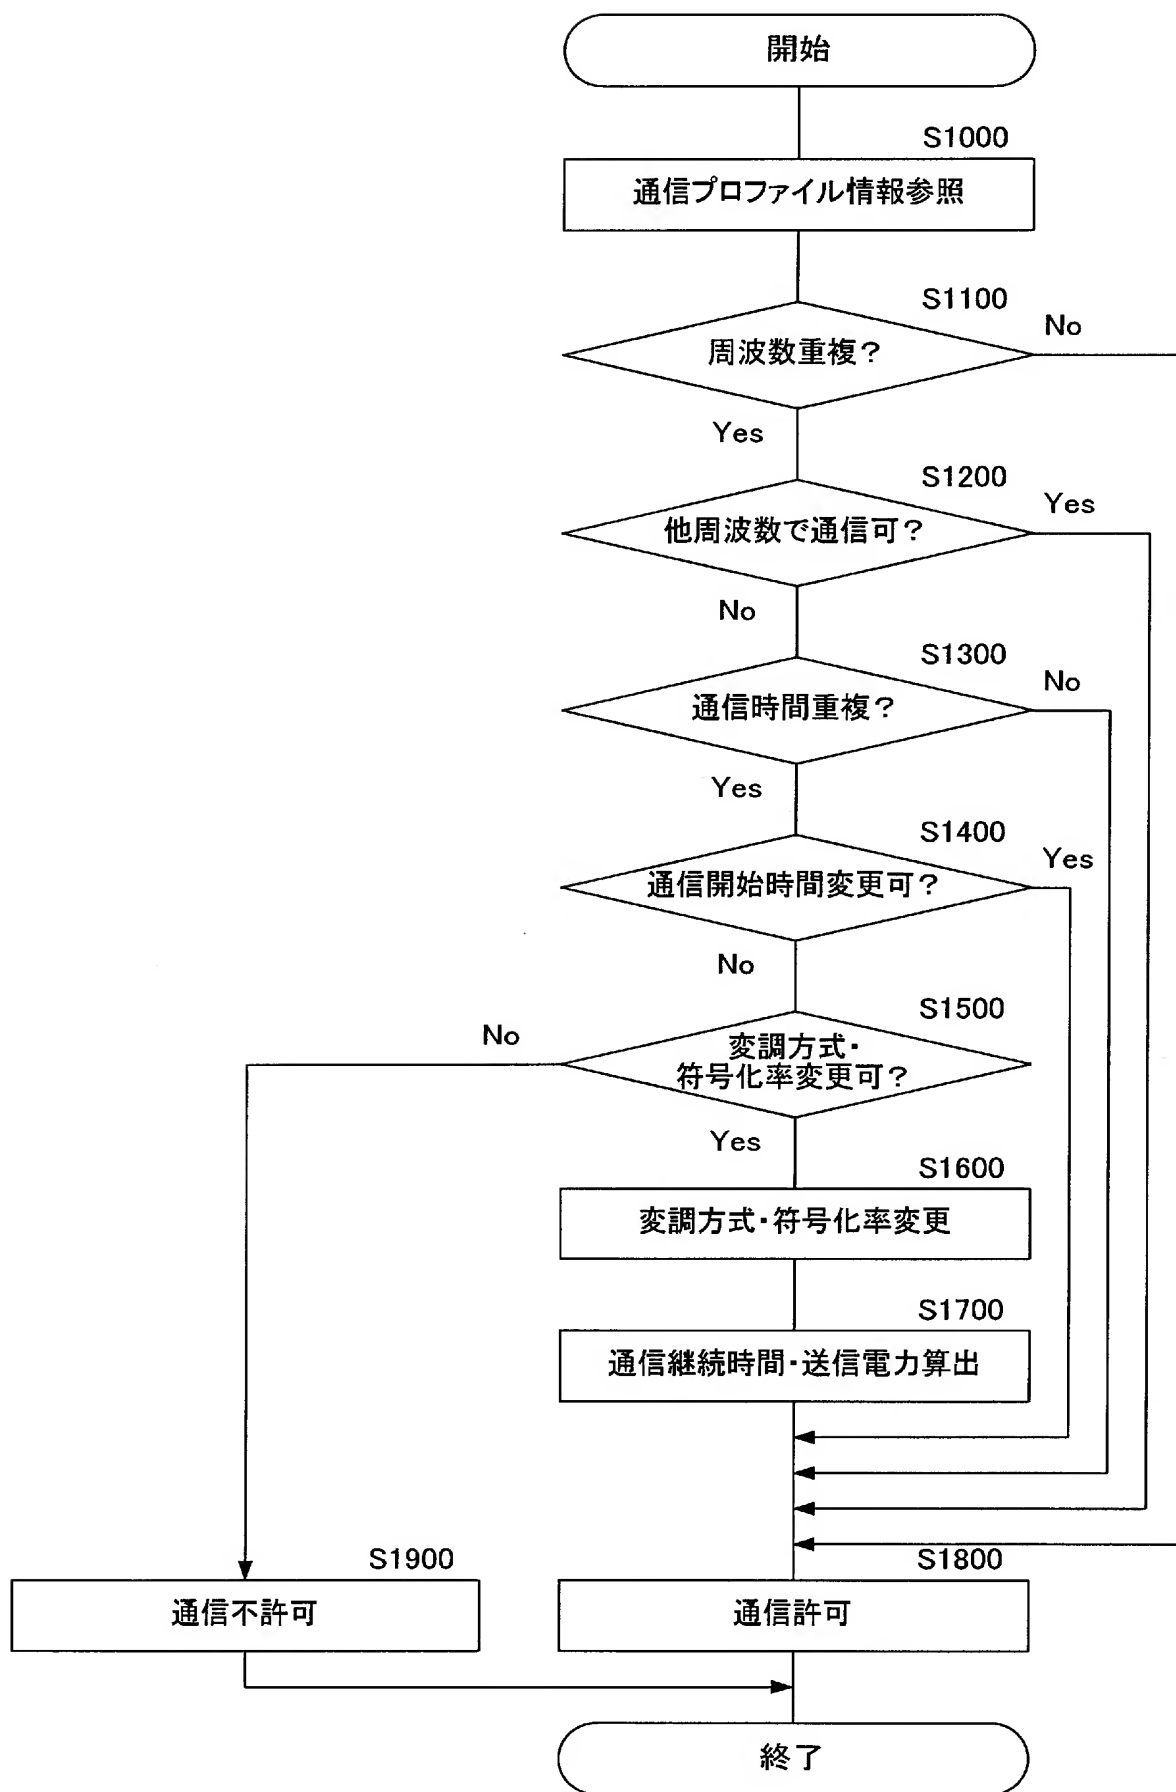 開始
S1000
通信プロファイル情報参照
S1100
No
周波数重複?
Yes
S1200
Yes
他周波数で通信可?
No
S1300
No
通信時間重複?
Yes
S1400
Yes
通信開始時間変更可?
No
S1500
No
変調方式・
符号化率変更可?
Yes
S1600
変調方式・符号化率変更
S1700
通信継続時間・送信電力算出
S1900
S1800
通信不許可
通信許可
終了